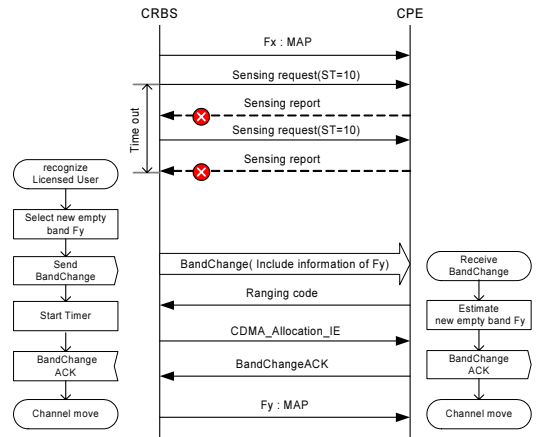 CRBS
CPE
Fx : MAP
Sensing request(ST=10)
Sensing report
Sensing request(ST=10)
Sensing report
Time out
recognize
Licensed User
Select new empty
band Fy
Send
BandChange
Start Timer
BandChange
ACK
Channel move
BandChange( Include information of Fy)
Ranging code
CDMA_Allocation_IE
BandChangeACK
Fy : MAP
Receive
BandChange
Estimate
new empty band Fy
BandChange
ACK
Channel move